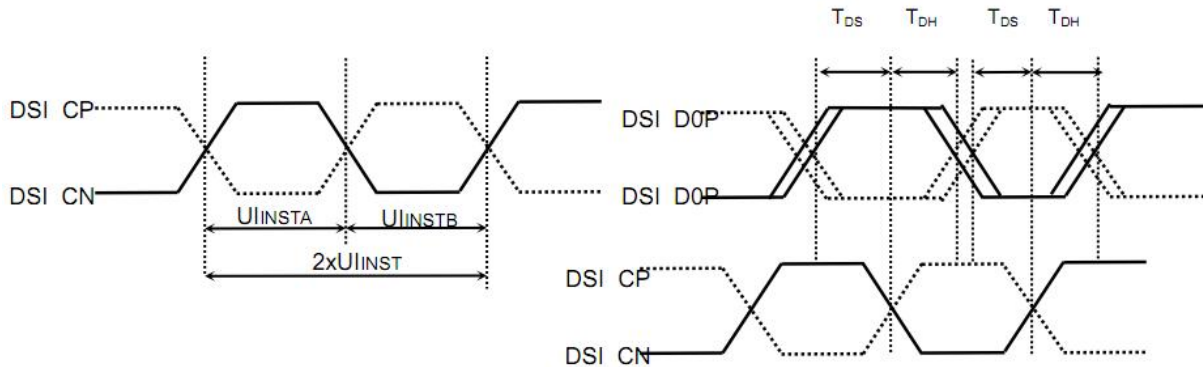 DSI CP
DSI CN
UIINSTA UIINSTB
2xUIINST
TDS TDH TDS TDH
DSI D0P
DSI D0P
DSI CP
DSI CN